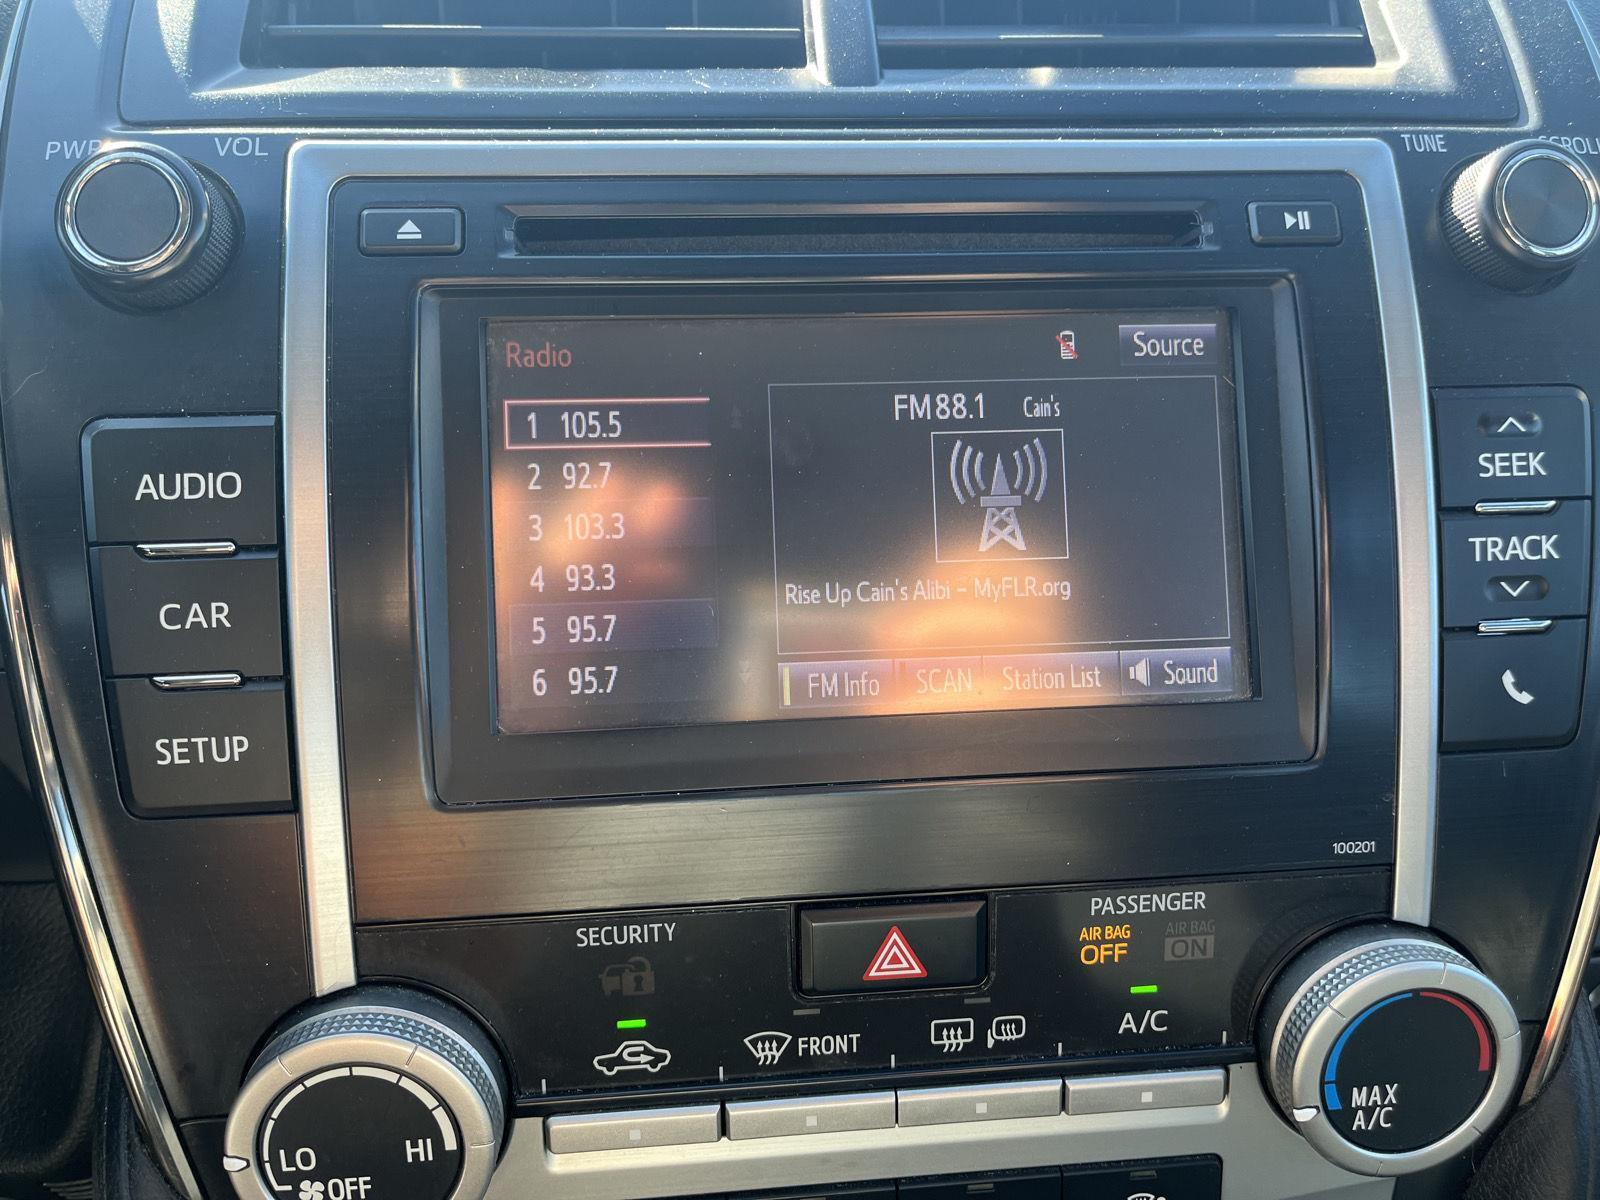 PWR VOL
TUNE SCROLL
Radio
Source
1 105.5
2 92.7
3 103.3
4 93.3
5 95.7
6 95.7
FM88.1 Cain's
Rise Up Cain's Alibi - MyFLR.org
FM Info SCAN Station List Sound
AUDIO
CAR
SETUP
SEEK
TRACK
100201
SECURITY
PASSENGER
AIR BAG OFF
AIR BAG ON
FRONT
A/C
LO HI
OFF
MAX
A/C